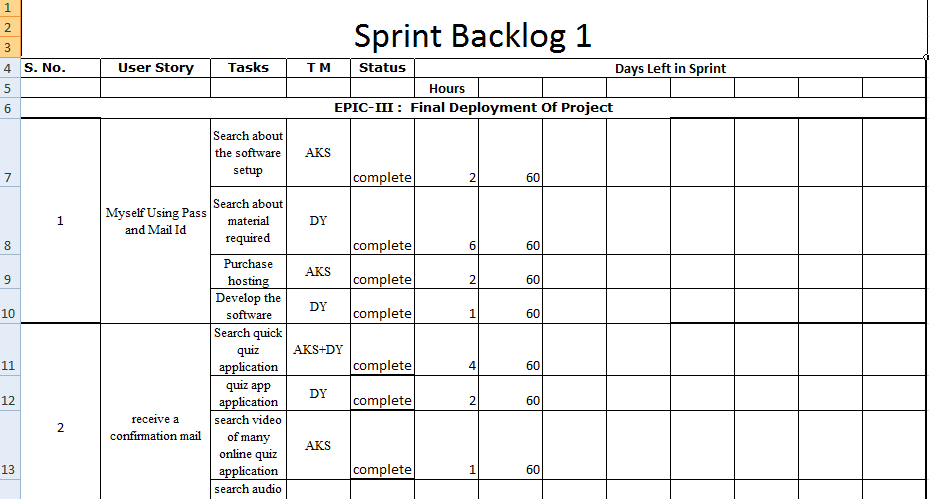 1
2
3
Sprint Backlog 1
4 S. No. User Story Tasks T M Status Days Left in Sprint
5 Hours
6 EPIC-III : Final Deployment Of Project
Search about
the software
setup
AKS
7 complete 2 60
1
Myself Using Pass
and Mail Id
Search about
material
required
DY
8 complete 6 60
Purchase
hosting
AKS
9 complete 2 60
Develop the
software
DY
10 complete 1 60
Search quick
quiz
application
AKS+DY
11 complete 4 60
quiz app
application
DY
12 complete 2 60
2
receive a
confirmation mail
search video
of many
online quiz
application
AKS
13 complete 1 60
search audio